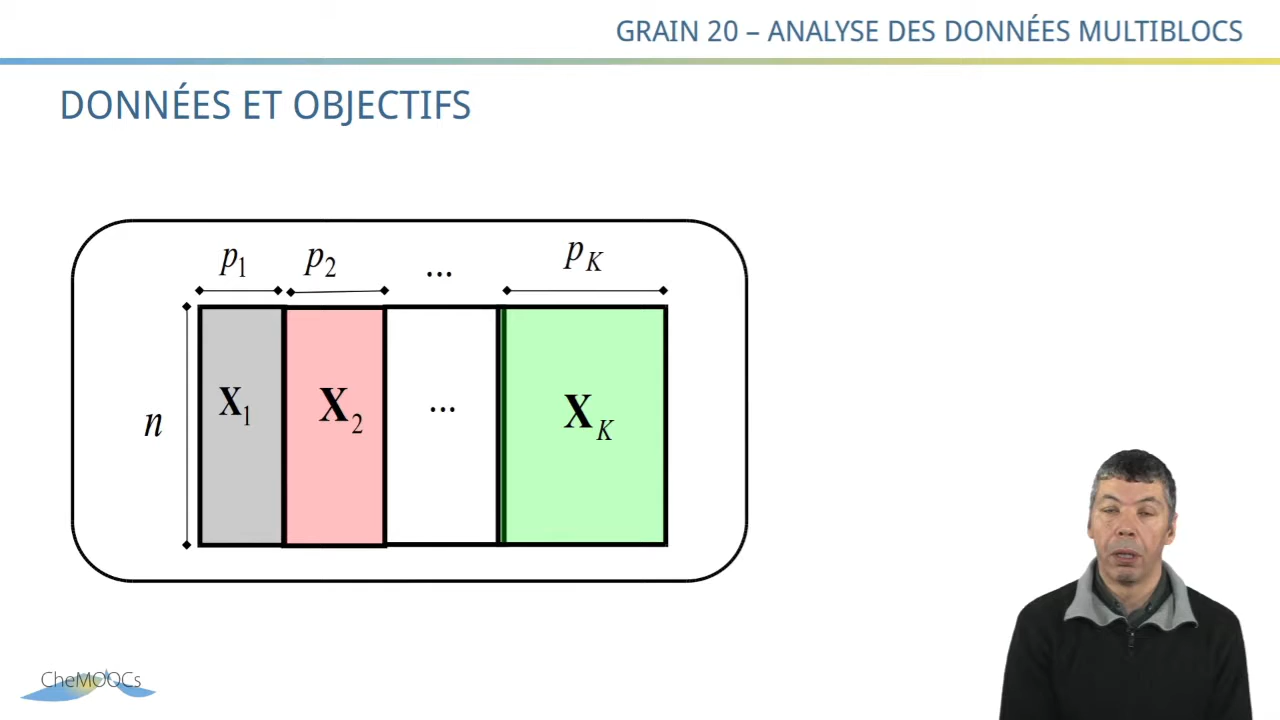 GRAIN 20 – ANALYSE DES DONNÉES MULTIBLOCS
DONNÉES ET OBJECTIFS
p1 p2 ... pK
n X1 X2 ... XK
CheMOOCs